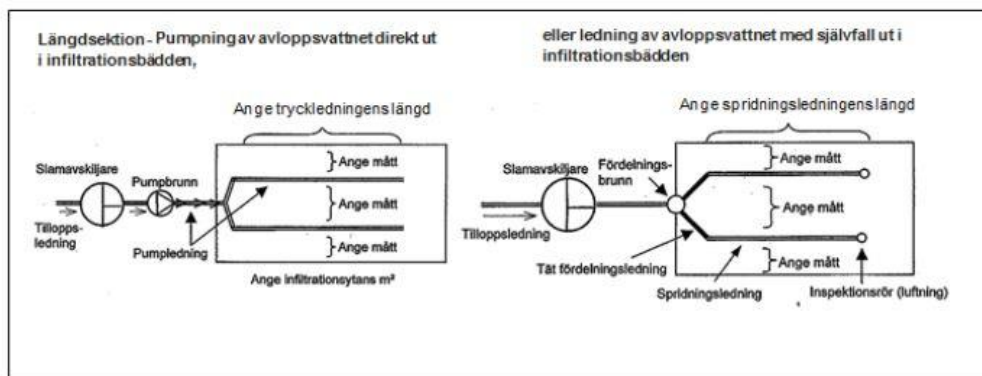 Längdsektion - Pumpning av avloppsvattnet direkt ut
i infiltrationsbädden,
Ange tryckledningens längd
Slamavskiljare
Pumpbrunn
Ange mått
Ange mått
Ange mått
Tillopps-
ledning
Pumpledning
Ange infiltrationsytans m²
eller ledning av avloppsvattnet med självfall ut i
infiltrationsbädden
Ange spridningsledningens längd
Slamavskiljare
Fördelnings-
brunn
Ange mått
Ange mått
Ange mått
Tilloppsledning
Tät fördelningsledning
Spridningsledning
Inspektionsrör (luftning)